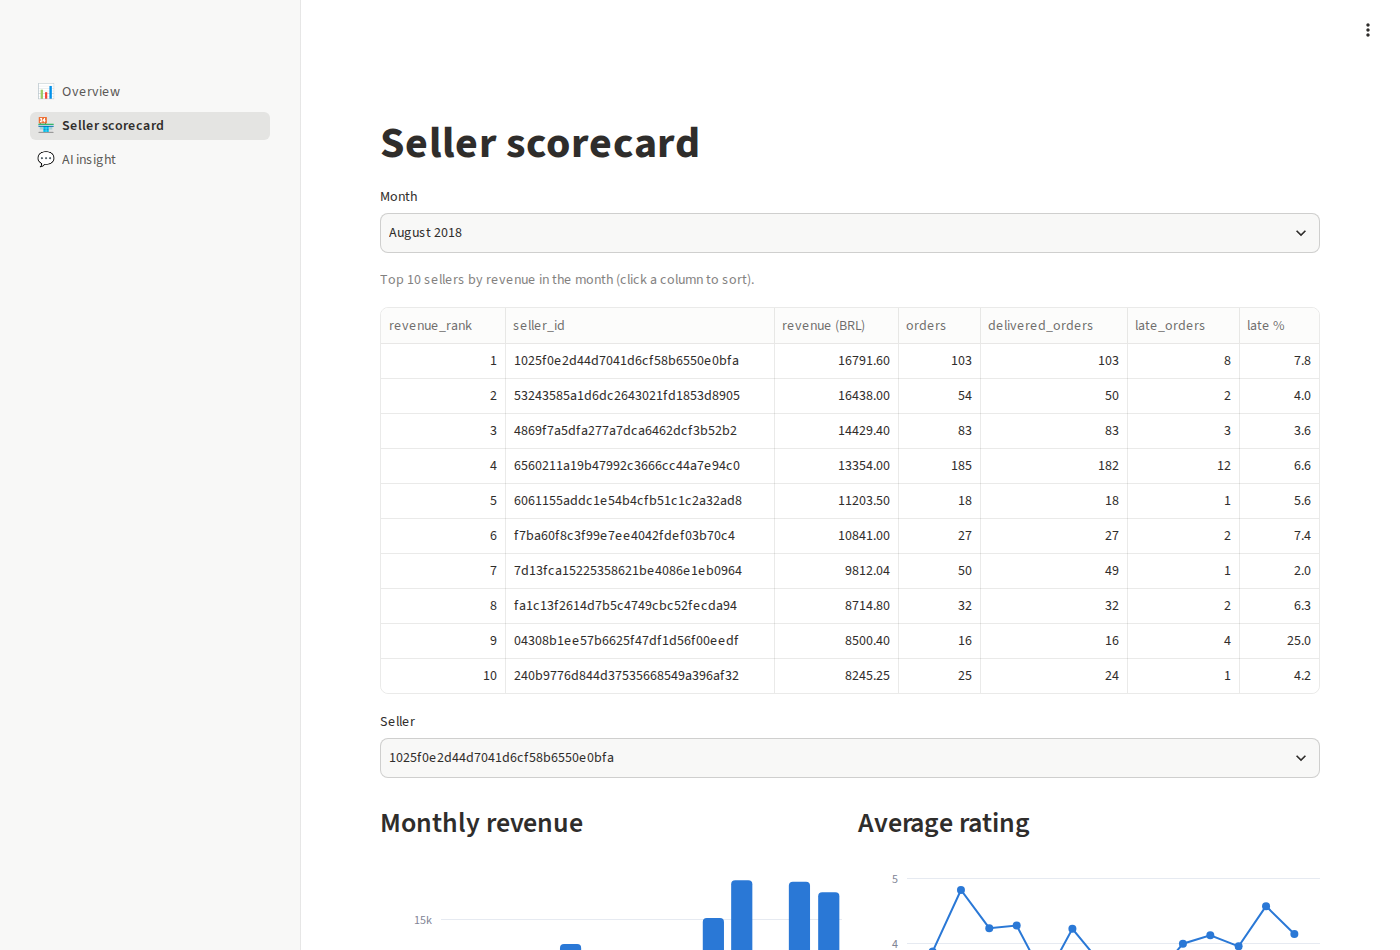 Overview
Seller scorecard
AI insight
Seller scorecard
Month
August 2018
Top 10 sellers by revenue in the month (click a column to sort).
revenue_rank seller_id revenue (BRL) orders delivered_orders late_orders late %
1 1025f0e2d44d7041d6cf58b6550e0bfa 16791.60 103 103 8 7.8
2 53243585a1d6dc2643021fd1853d8905 16438.00 54 50 2 4.0
3 4869f7a5dfa277a7dca6462dcf3b52b2 14429.40 83 83 3 3.6
4 6560211a19b47992c3666cc44a7e94c0 13354.00 185 182 12 6.6
5 6061155addc1e54b4cfb51c1c2a32ad8 11203.50 18 18 1 5.6
6 f7ba60f8c3f99e7ee4042fdef03b70c4 10841.00 27 27 2 7.4
7 7d13fca15225358621be4086e1eb0964 9812.04 50 49 1 2.0
8 fa1c13f2614d7b5c4749cbc52fecda94 8714.80 32 32 2 6.3
9 04308b1ee57b6625f47df1d56f00eedf 8500.40 16 16 4 25.0
10 240b9776d844d37535668549a396af32 8245.25 25 24 1 4.2
Seller
1025f0e2d44d7041d6cf58b6550e0bfa
Monthly revenue
15k
Average rating
5
4